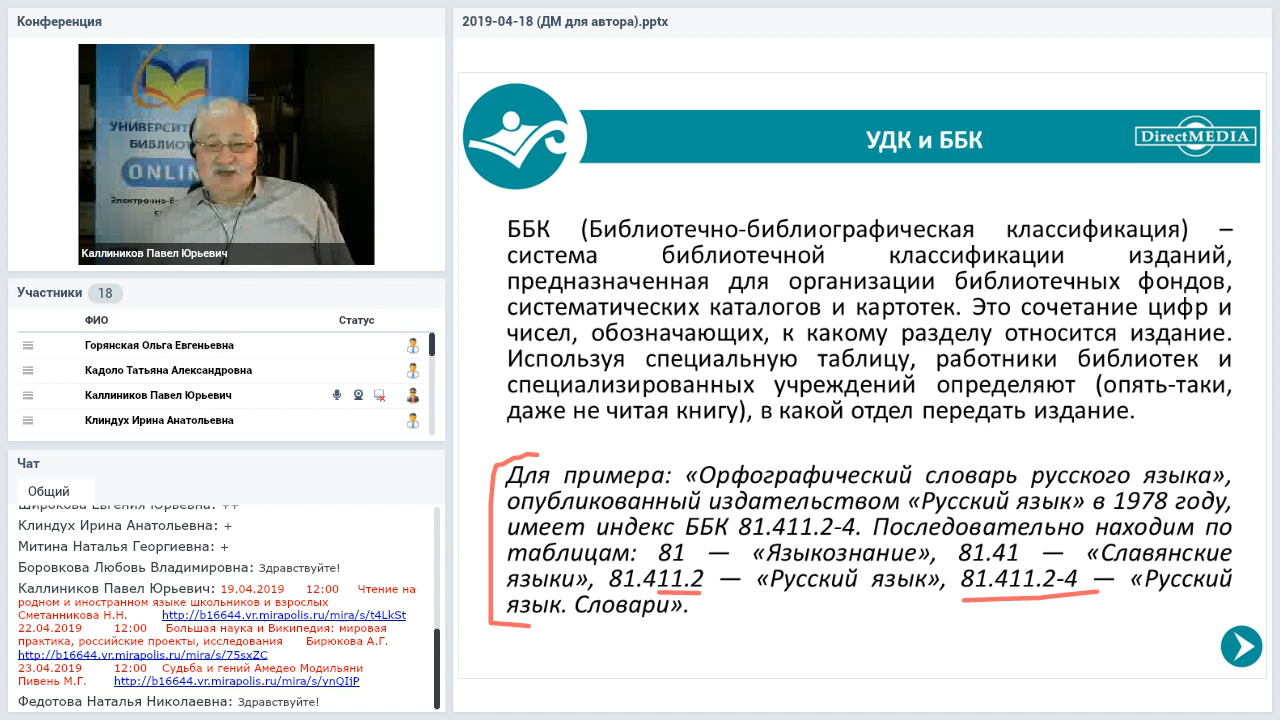 Конференция
УНИВЕРСИТ
БИБЛИОТ
ONLIN
Каллиников Павел Юрьевич
Участники 18
ФИО Статус
Горянская Ольга Евгеньевна
Кадоло Татьяна Александровна
Каллиников Павел Юрьевич
Клиндух Ирина Анатольевна
Чат
Общий
Широкова Евгения Юрьевна: ++
Клиндух Ирина Анатольевна: +
Митина Наталья Георгиевна: +
Боровкова Любовь Владимировна: Здравствуйте!
Каллиников Павел Юрьевич: 19.04.2019 12:00 Чтение на
родном и иностранном языке школьников и взрослых
Сметанникова Н.Н. http://b16644.vr.mirapolis.ru/mira/s/t4LkSt
22.04.2019 12:00 Большая наука и Википедия: мировая
практика, российские проекты, исследования Бирюкова А.Г.
http://b16644.vr.mirapolis.ru/mira/s/75sxZC
23.04.2019 12:00 Судьба и гений Амедео Модильяни
Пивень М.Г. http://b16644.vr.mirapolis.ru/mira/s/ynQIjP
Федотова Наталья Николаевна: Здравствуйте!
2019-04-18 (ДМ для автора).pptx
УДК и ББК
DirectMEDIA
ББК (Библиотечно-библиографическая классификация) –
система библиотечной классификации изданий,
предназначенная для организации библиотечных фондов,
систематических каталогов и картотек. Это сочетание цифр и
чисел, обозначающих, к какому разделу относится издание.
Используя специальную таблицу, работники библиотек и
специализированных учреждений определяют (опять-таки,
даже не читая книгу), в какой отдел передать издание.
Для примера: «Орфографический словарь русского языка»,
опубликованный издательством «Русский язык» в 1978 году,
имеет индекс ББК 81.411.2-4. Последовательно находим по
таблицам: 81 — «Языкознание», 81.41 — «Славянские
языки», 81.411.2 — «Русский язык», 81.411.2-4 — «Русский
язык. Словари».